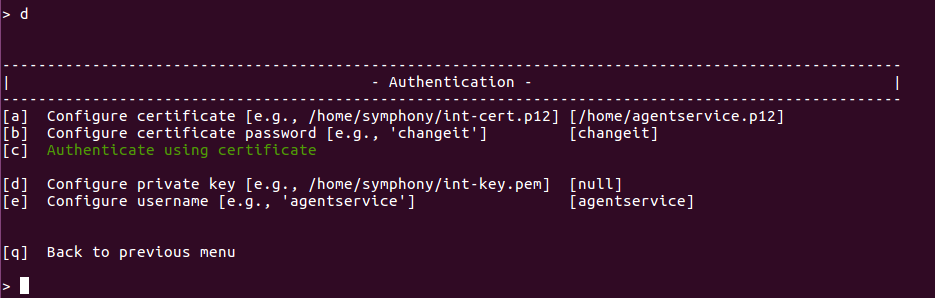 > d
--------------------------------------------------------------------------------------------------
| - Authentication - |
--------------------------------------------------------------------------------------------------
[a] Configure certificate [e.g., /home/symphony/int-cert.p12] [/home/agentservice.p12]
[b] Configure certificate password [e.g., 'changeit'] [changeit]
[c] Authenticate using certificate
[d] Configure private key [e.g., /home/symphony/int-key.pem] [null]
[e] Configure username [e.g., 'agentservice'] [agentservice]
[q] Back to previous menu
>